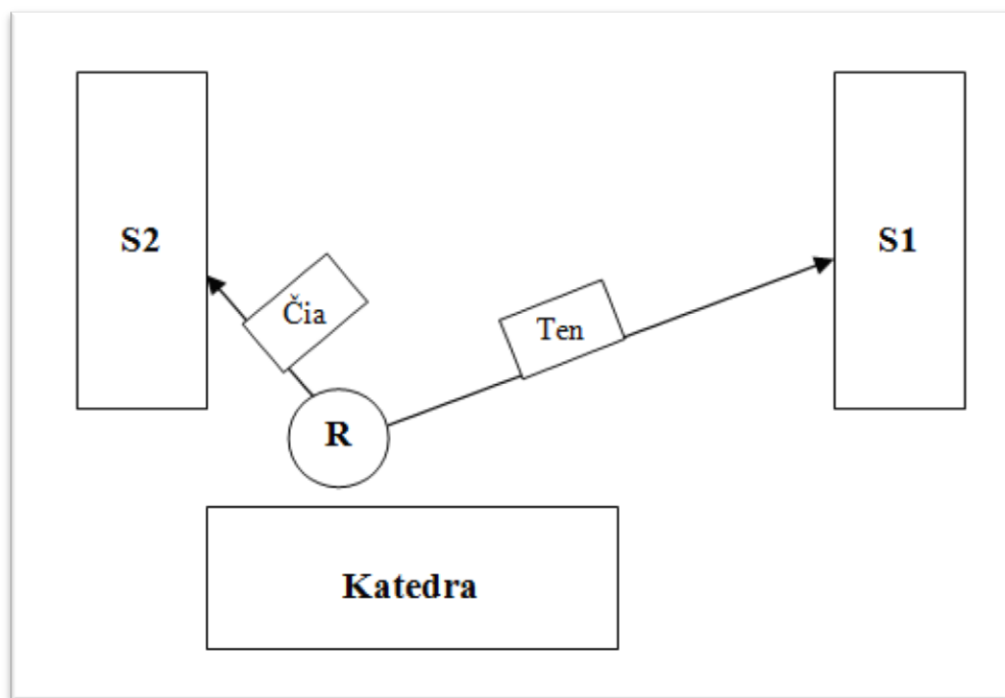 S2
S1
Čia
Ten
R
Katedra